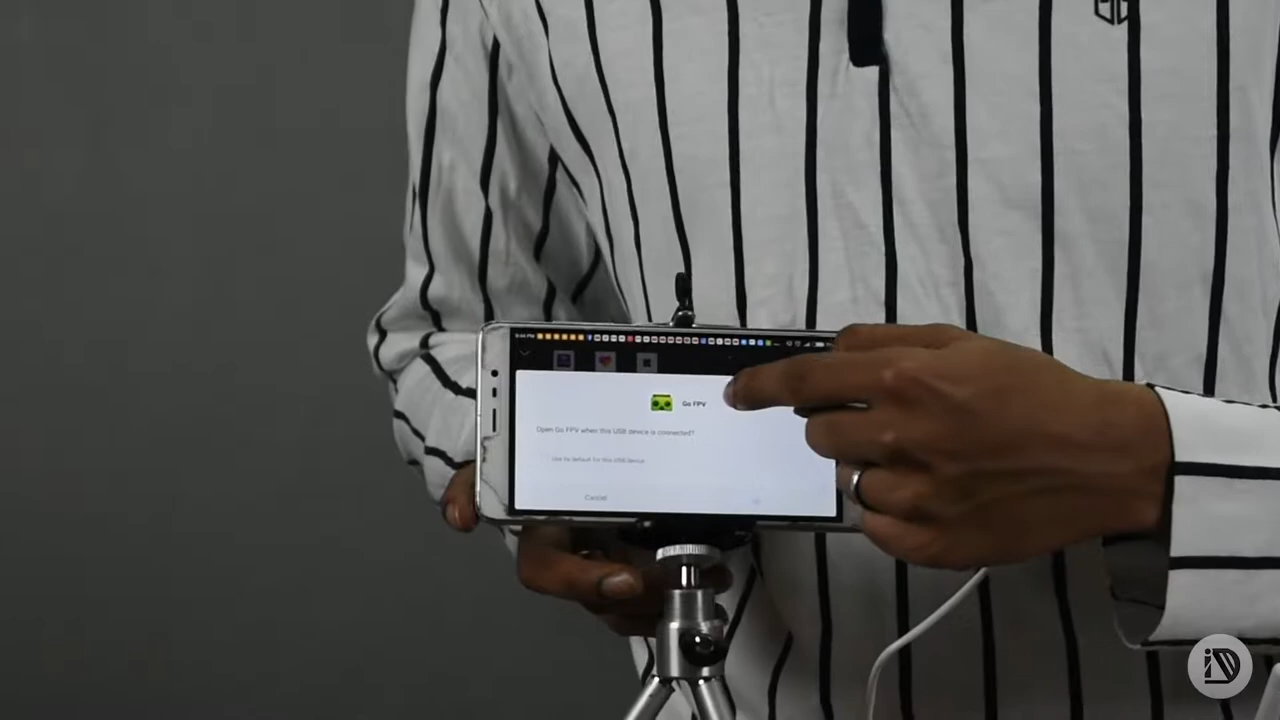 Go FPV
Open Go FPV when this USB device is connected?
Use by default for this USB device
Cancel